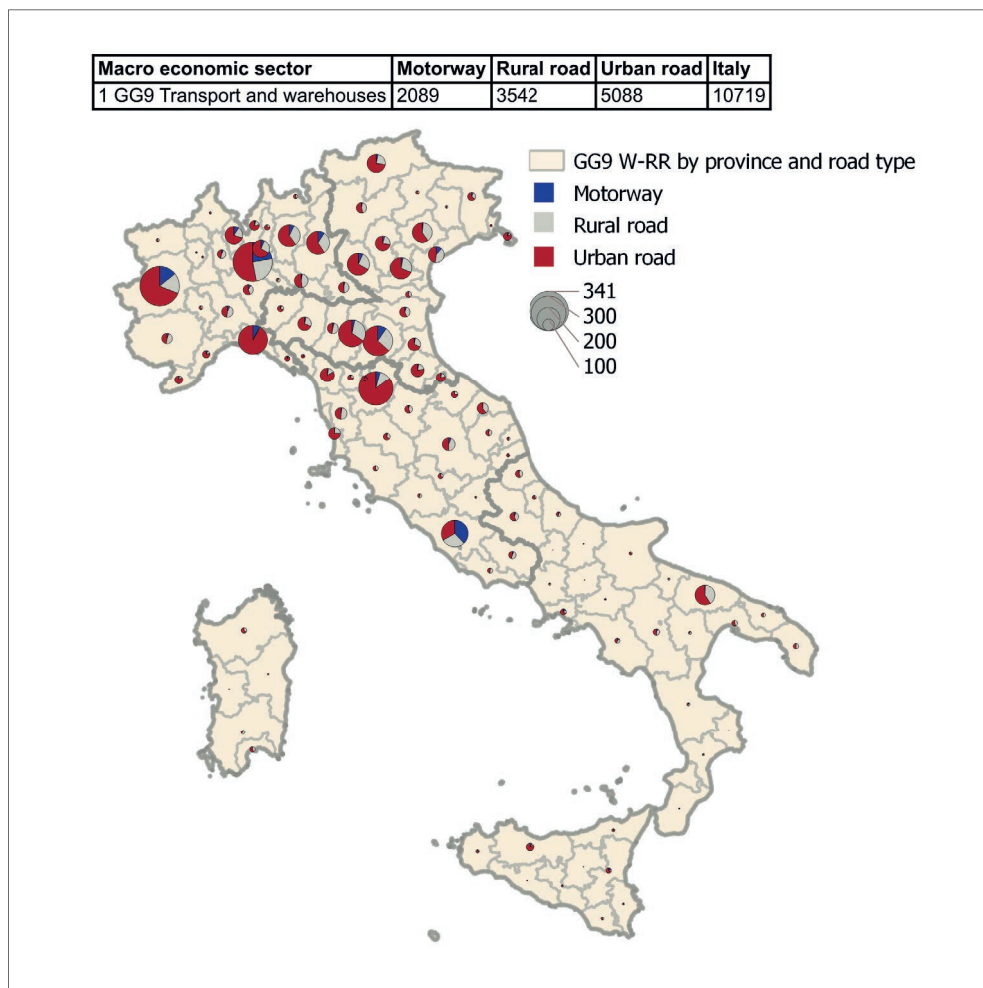 Macro economic sector Motorway Rural road Urban road Italy
1 GG9 Transport and warehouses 2089 3542 5088 10719
GG9 W-RR by province and road type
Motorway
Rural road
Urban road
341
300
200
100